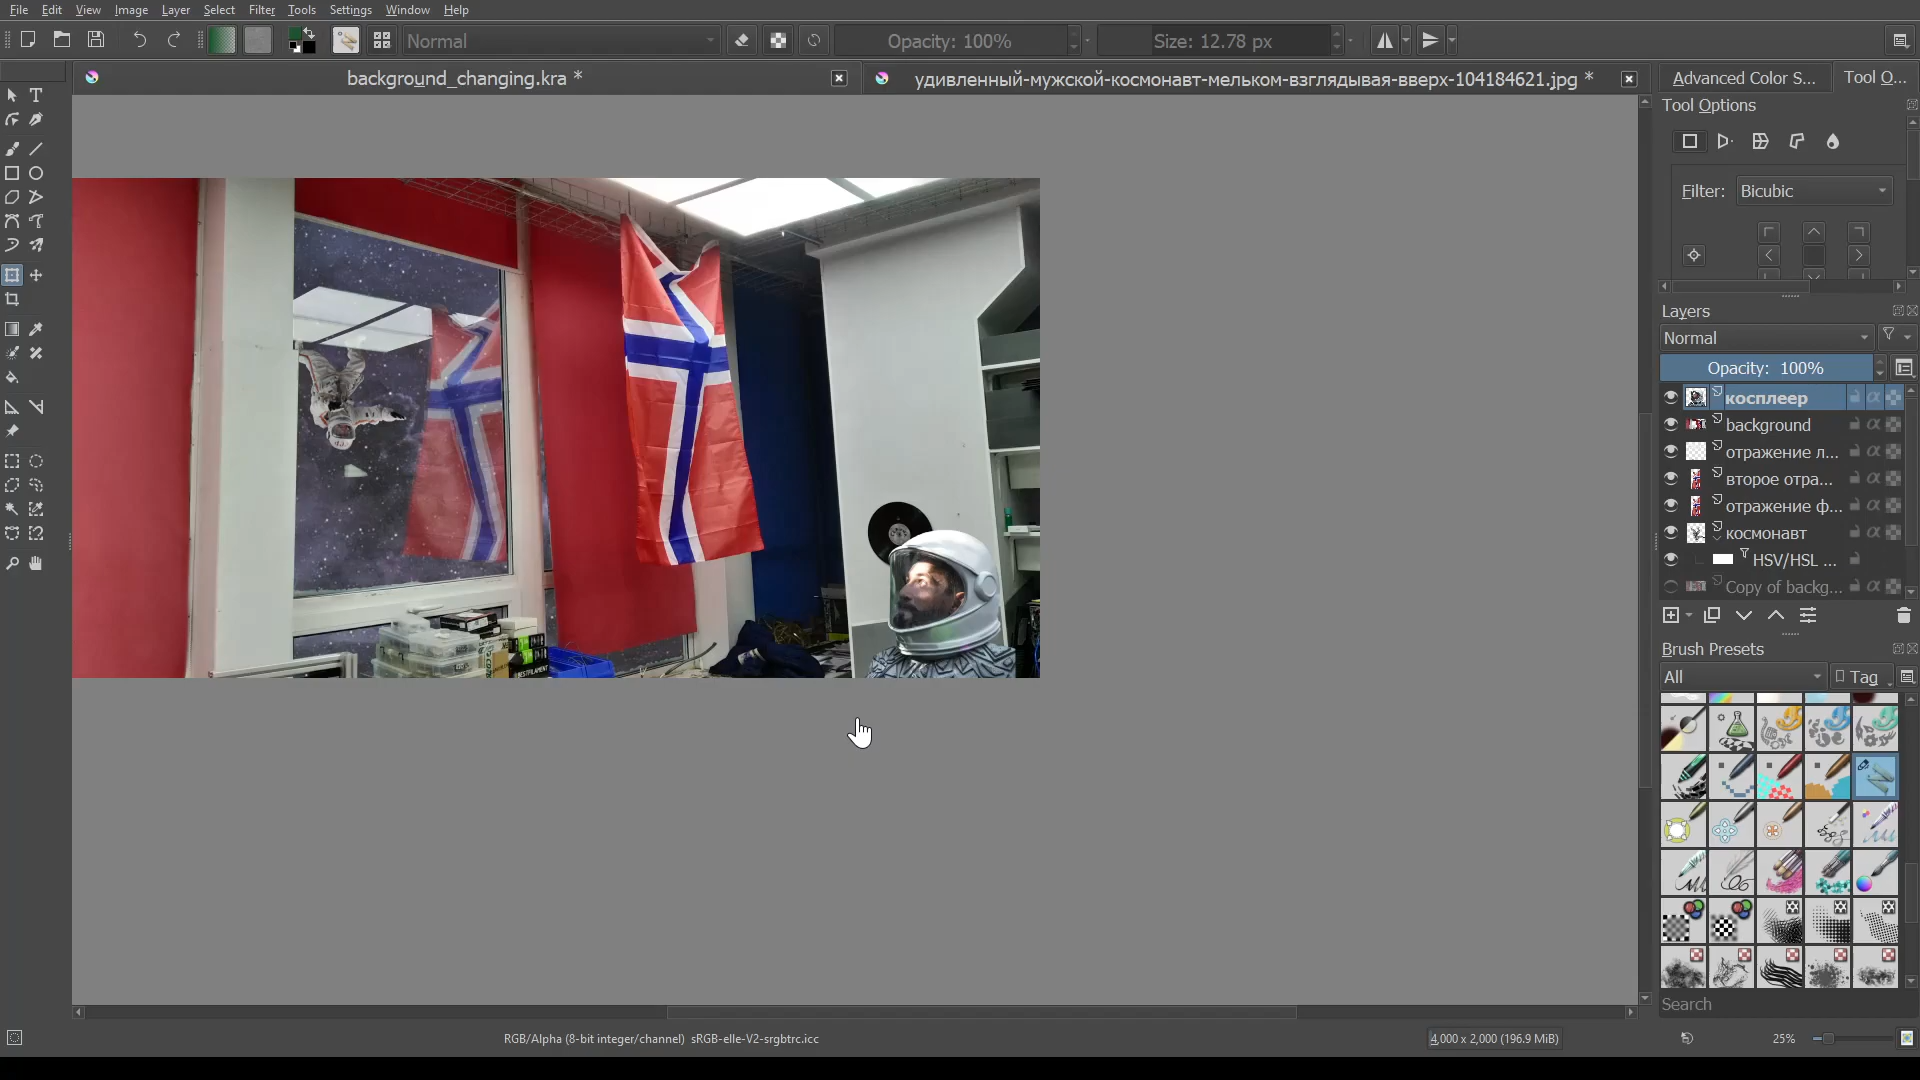 File Edit View Image Layer Select Filter Tools Settings Window Help
Normal Opacity: 100% Size: 12.78 px
background_changing.kra *
удивленный-мужской-космонавт-мельком-взглядывая-вверх-104184621.jpg *
Advanced Color S... Tool O...
Tool Options
Filter: Bicubic
Layers
Normal
Opacity: 100%
косплеер
background
отражение л...
второе отра...
отражение ф...
космонавт
HSV/HSL ...
Copy of backg...
Brush Presets
All Tag
Search
RGB/Alpha (8-bit integer/channel) sRGB-elle-V2-srgbtrc.icc
4,000 x 2,000 (196.9 MiB)
25%